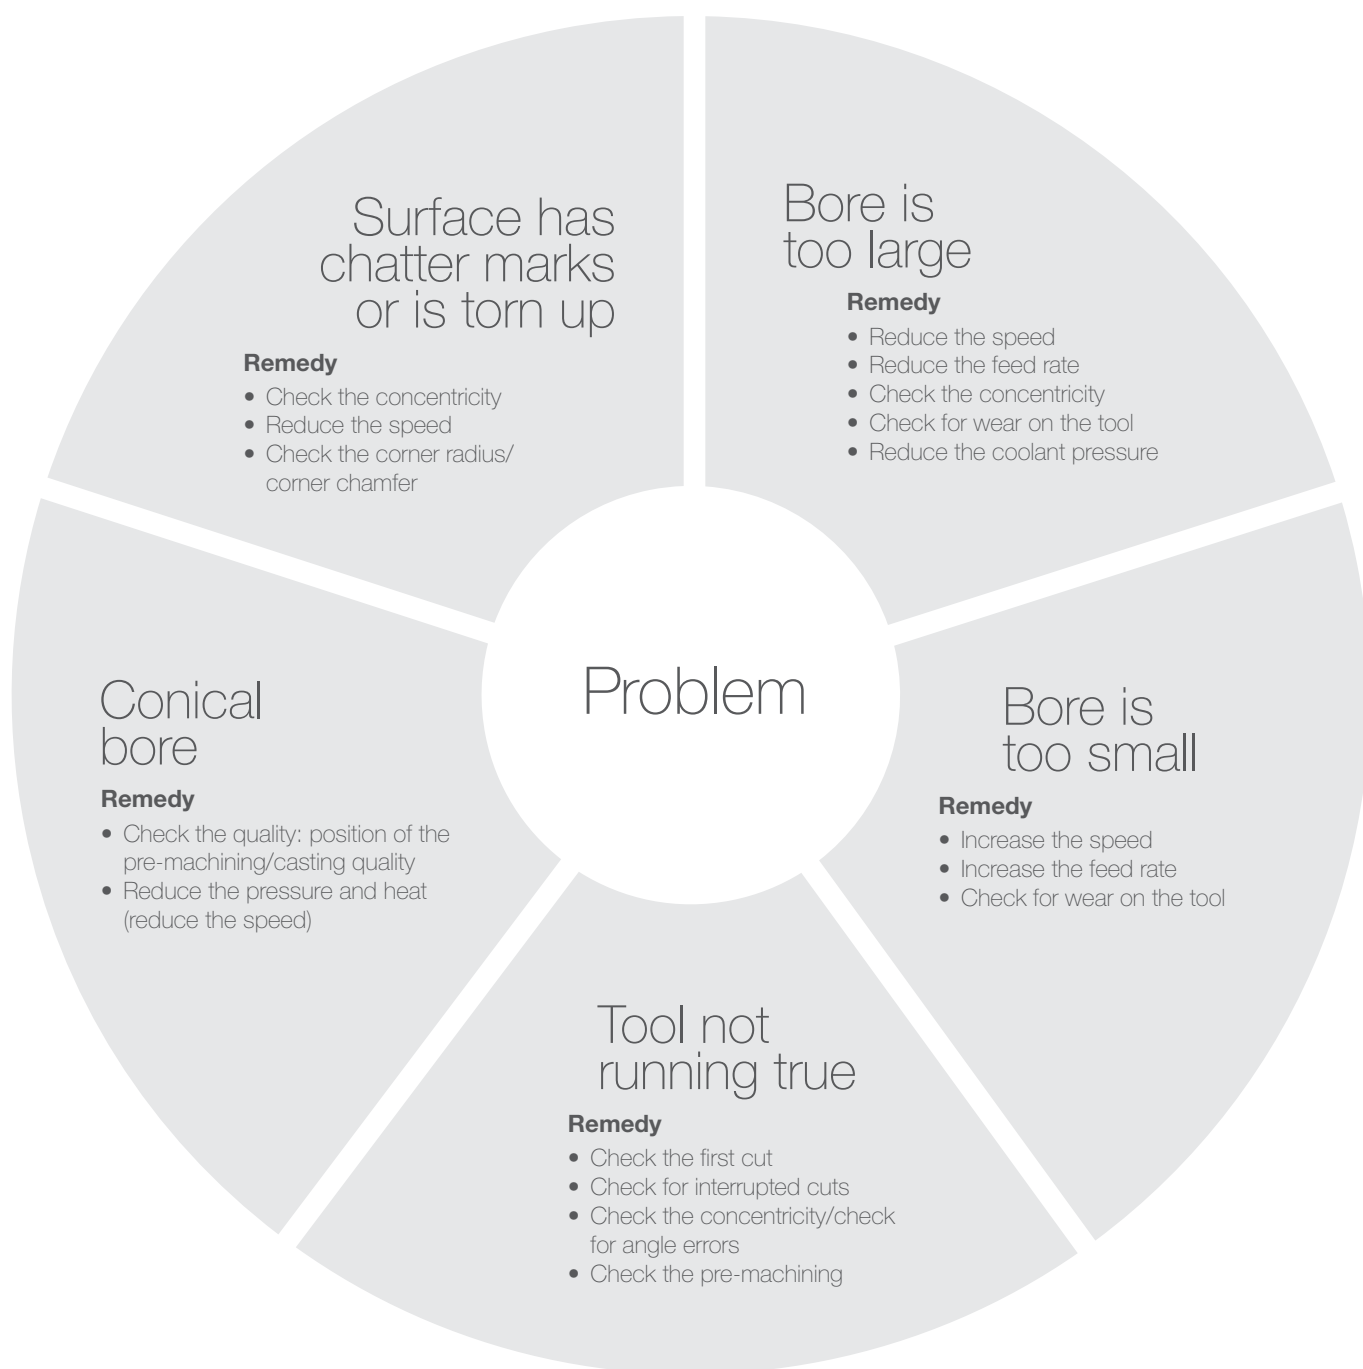 Surface has
chatter marks
or is torn up
Remedy
• Check the concentricity
• Reduce the speed
• Check the corner radius/
corner chamfer
Bore is
too large
Remedy
• Reduce the speed
• Reduce the feed rate
• Check the concentricity
• Check for wear on the tool
• Reduce the coolant pressure
Problem
Conical
bore
Remedy
• Check the quality: position of the
pre-machining/casting quality
• Reduce the pressure and heat
(reduce the speed)
Bore is
too small
Remedy
• Increase the speed
• Increase the feed rate
• Check for wear on the tool
Tool not
running true
Remedy
• Check the first cut
• Check for interrupted cuts
• Check the concentricity/check
for angle errors
• Check the pre-machining